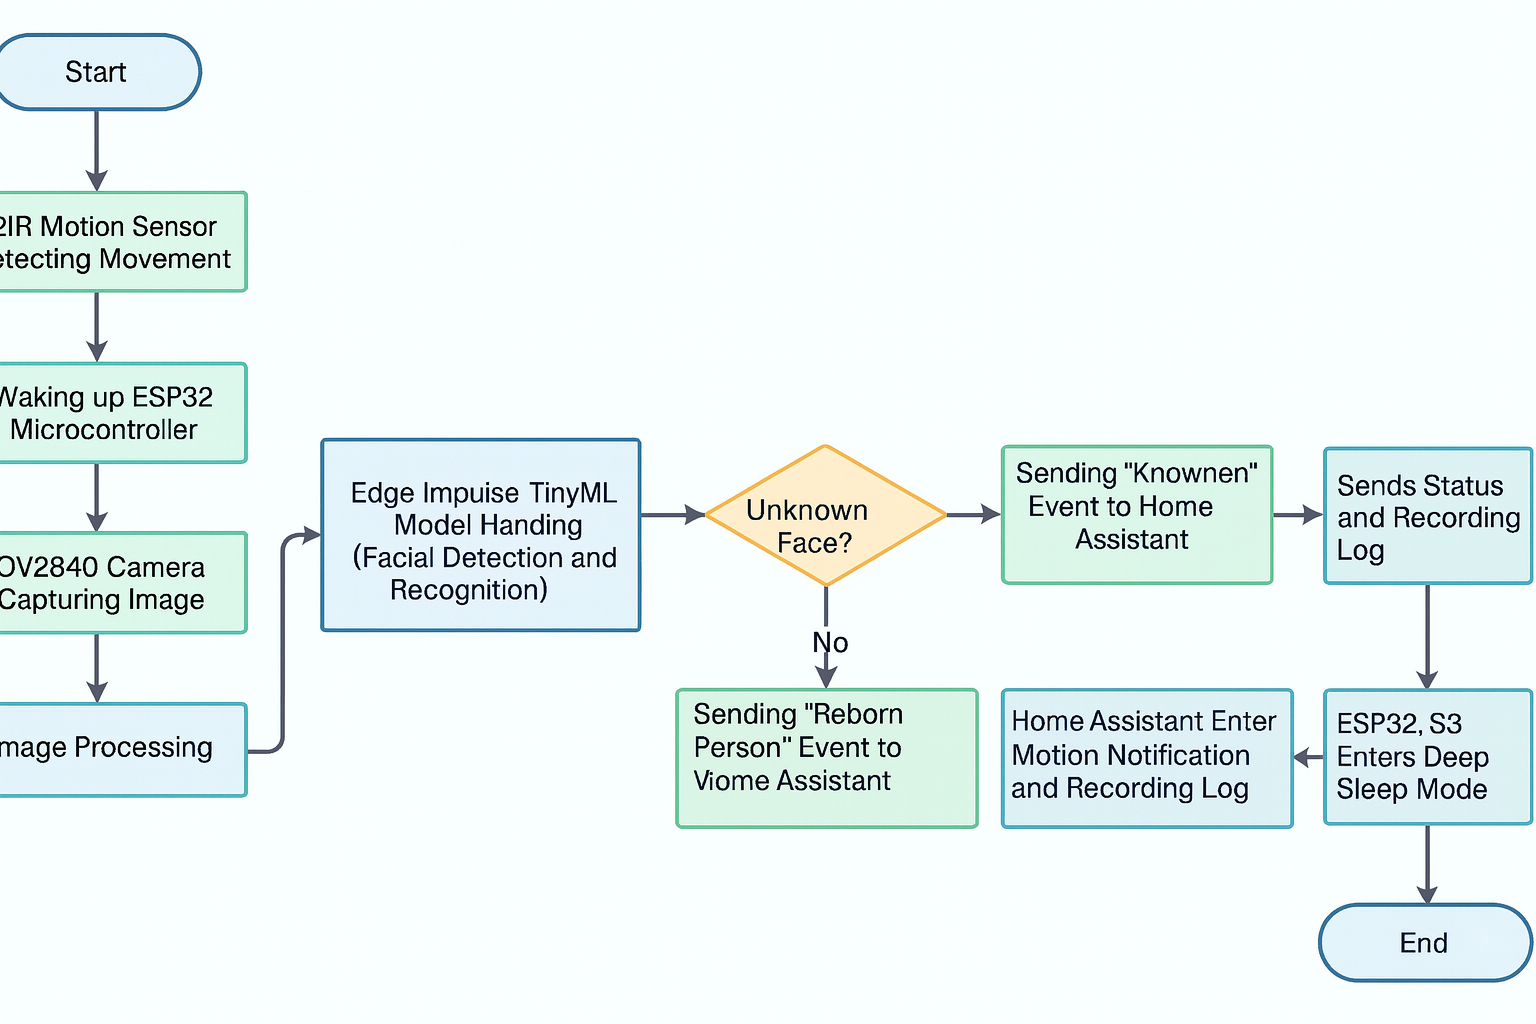 Start
PIR Motion Sensor
etecting Movement
Waking up ESP32
Microcontroller
OV2840 Camera
Capturing Image
mage Processing
Edge Impuise TinyML
Model Handing
(Facial Detection and
Recognition)
Unknown
Face?
No
Sending "Knownen"
Event to Home
Assistant
Sends Status
and Recording
Log
Sending "Reborn
Person" Event to
Viome Assistant
Home Assistant Enter
Motion Notification
and Recording Log
ESP32, S3
Enters Deep
Sleep Mode
End